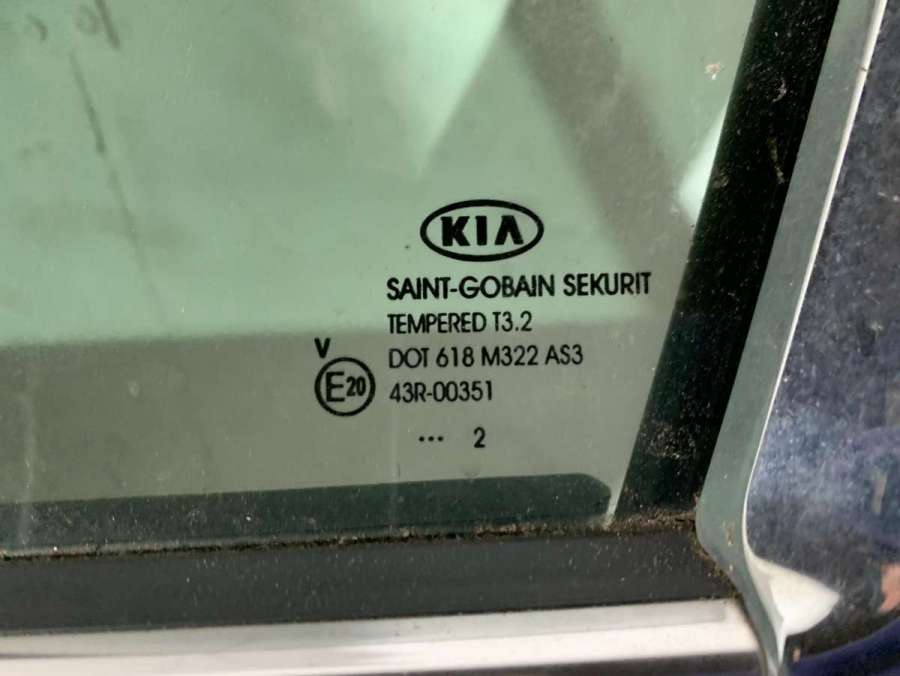 KIA
SAINT-GOBAIN SEKURIT
TEMPERED T3.2
V
DOT 618 M322 AS3
E20 43R-00351
... 2